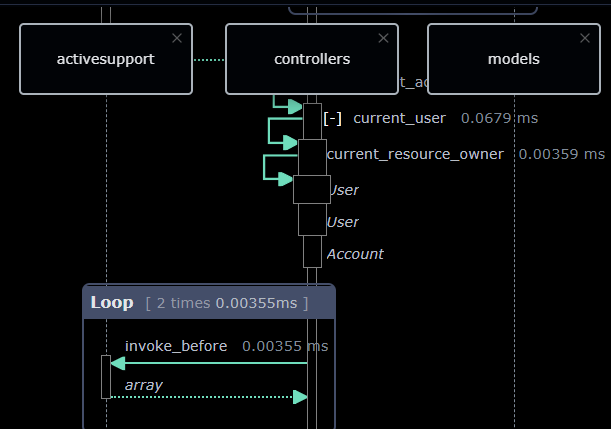 activesupport × controllers × models ×
[-] current_user 0.0679 ms
current_resource_owner 0.00359 ms
User
User
Account
Loop [ 2 times 0.00355ms ]
invoke_before 0.00355 ms
array